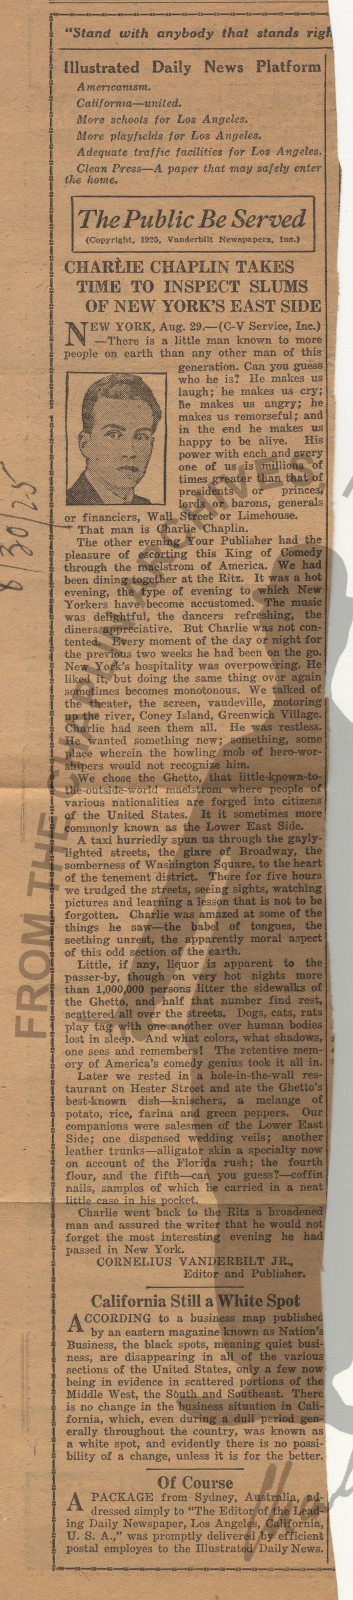 "Stand with anybody that stands righ
Illustrated Daily News Platform
Americanism.
California—united.
More schools for Los Angeles.
More playfields for Los Angeles.
Adequate traffic facilities for Los Angeles.
Clean Press—A paper that may safely enter
the home.
The Public Be Served
(Copyright, 1925, Vanderbilt Newspapers, Inc.)
CHARLIE CHAPLIN TAKES
TIME TO INSPECT SLUMS
OF NEW YORK'S EAST SIDE
NEW YORK, Aug. 29.—(C-V Service, Inc.)
—There is a little man known to more
people on earth than any other man of this
generation. Can you guess
who he is? He makes us
laugh; he makes us cry;
he makes us angry; he
makes us remorseful; and
in the end he makes us
happy to be alive. His
power with each and every
one of us is millions of
times greater than that of
presidents or princes,
lords or barons, generals
or financiers, Wall Street or Limehouse.
That man is Charlie Chaplin.
The other evening Your Publisher had the
pleasure of escorting this King of Comedy
through the maelstrom of America. We had
been dining together at the Ritz. It was a hot
evening, the type of evening to which New
Yorkers have become accustomed. The music
was delightful, the dancers refreshing, the
diners appreciative. But Charlie was not con-
tented. Every moment of the day or night for
the previous two weeks he had been on the go.
New York's hospitality was overpowering. He
liked it, but doing the same thing over again
sometimes becomes monotonous. We talked of
the theater, the screen, vaudeville, motoring
up the river, Coney Island, Greenwich Village.
Charlie had seen them all. He was restless.
He wanted something new; something, some
place wherein the howling mob of hero-wor-
shipers would not recognize him.
We chose the Ghetto, that little-known-to-
the-outside-world maelstrom where people of
various nationalities are forged into citizens
of the United States. It it sometimes more
commonly known as the Lower East Side.
A taxi hurriedly spun us through the gayly-
lighted streets, the glare of Broadway, the
somberness of Washington Square, to the heart
of the tenement district. There for five hours
we trudged the streets, seeing sights, watching
pictures and learning a lesson that is not to be
forgotten. Charlie was amazed at some of the
things he saw—the babel of tongues, the
seething unrest, the apparently moral aspect
of this odd section of the earth.
Little, if any, liquor is apparent to the
passer-by, though on very hot nights more
than 1,000,000 persons litter the sidewalks of
the Ghetto, and half that number find rest,
scattered all over the streets. Dogs, cats, rats
play tag with one another over human bodies
lost in sleep. And what colors, what shadows,
one sees and remembers! The retentive mem-
ory of America's comedy genius took it all in.
Later we rested in a hole-in-the-wall res-
taurant on Hester Street and ate the Ghetto's
best-known dish—knischers, a melange of
potato, rice, farina and green peppers. Our
companions were salesmen of the Lower East
Side; one dispensed wedding veils; another
leather trunks—alligator skin a specialty now
on account of the Florida rush; the fourth
flour, and the fifth—can you guess?—coffin
nails, samples of which he carried in a neat
little case in his pocket.
Charlie went back to the Ritz a broadened
man and assured the writer that he would not
forget the most interesting evening he had
passed in New York.
CORNELIUS VANDERBILT JR.,
Editor and Publisher.
California Still a White Spot
ACCORDING to a business map published
by an eastern magazine known as Nation's
Business, the black spots, meaning quiet busi-
ness, are disappearing in all of the various
sections of the United States, only a few now
being in evidence in scattered portions of the
Middle West, the South and Southeast. There
is no change in the business situation in Cali-
fornia, which, even during a dull period gen-
erally throughout the country, was known as
a white spot, and evidently there is no possi-
bility of a change, unless it is for the better.
Of Course
A PACKAGE from Sydney, Australia, ad-
dressed simply to "The Editor of the Lead-
ing Daily Newspaper, Los Angeles, California,
U. S. A.," was promptly delivered by efficient
postal employes to the Illustrated Daily News.
8/30/25
FROM THE